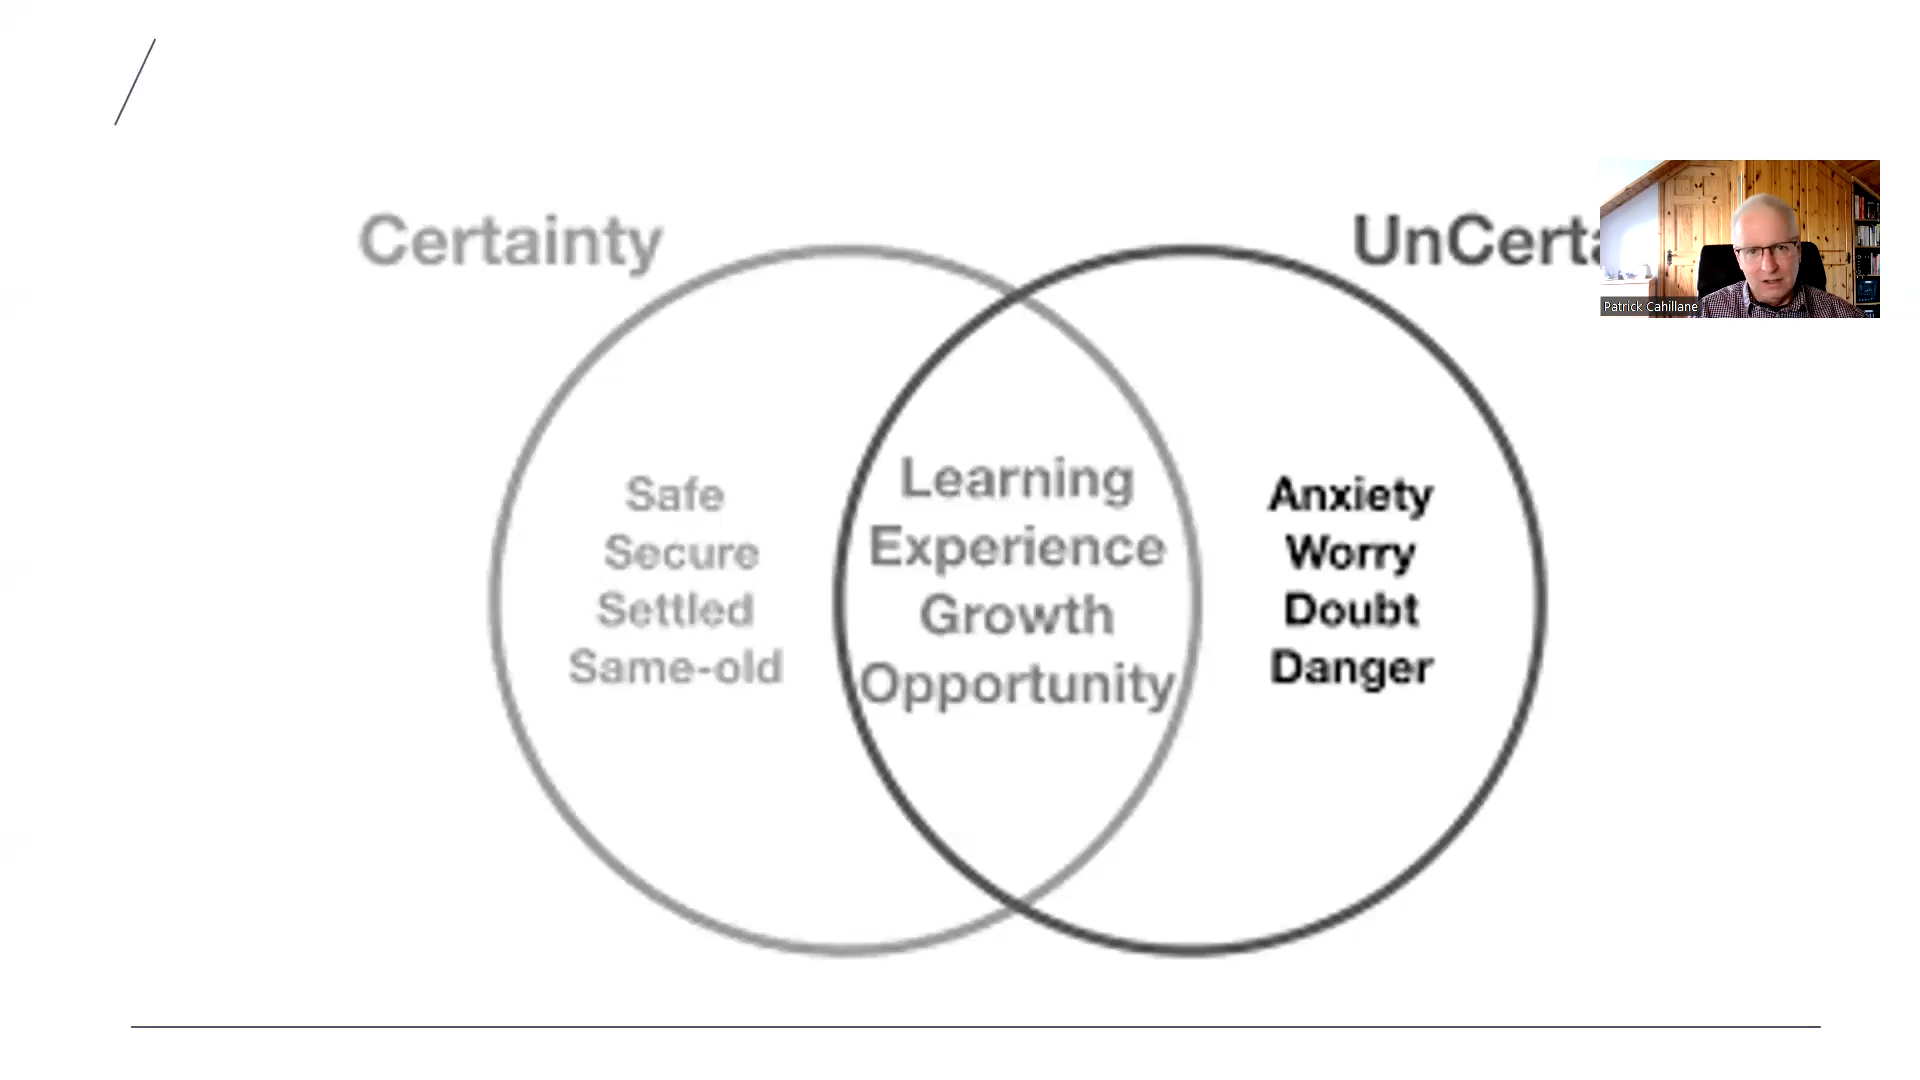 Certainty
UnCerta
Patrick Cahillane
Safe
Secure
Settled
Same-old
Learning
Experience
Growth
Opportunity
Anxiety
Worry
Doubt
Danger